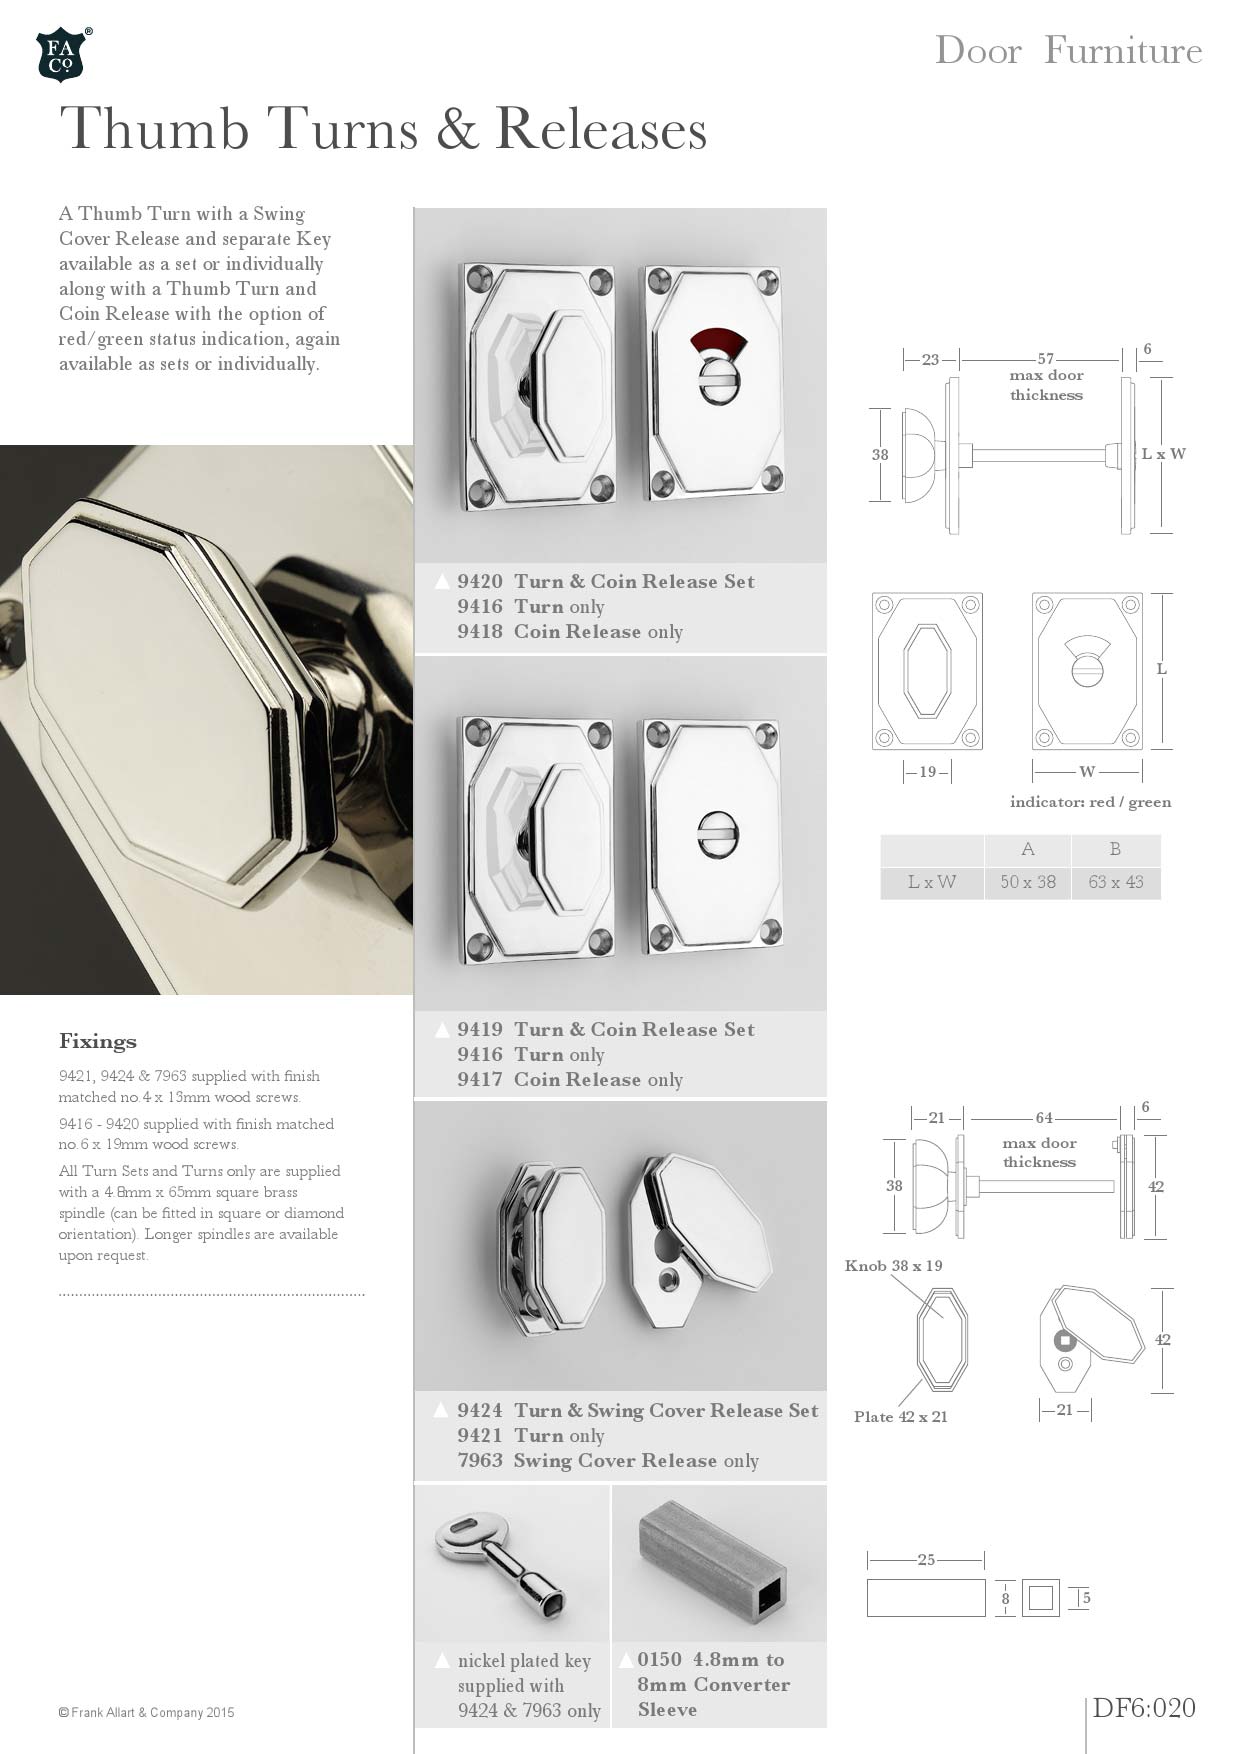 FA
Co.
®
Door Furniture
Thumb Turns & Releases
A Thumb Turn with a Swing
Cover Release and separate Key
available as a set or individually
along with a Thumb Turn and
Coin Release with the option of
red/green status indication, again
available as sets or individually.
Fixings
9421, 9424 & 7963 supplied with finish
matched no.4 x 13mm wood screws.
9416 - 9420 supplied with finish matched
no.6 x 19mm wood screws.
All Turn Sets and Turns only are supplied
with a 4.8mm x 65mm square brass
spindle (can be fitted in square or diamond
orientation). Longer spindles are available
upon request.
9420 Turn & Coin Release Set
9416 Turn only
9418 Coin Release only
9419 Turn & Coin Release Set
9416 Turn only
9417 Coin Release only
9424 Turn & Swing Cover Release Set
9421 Turn only
7963 Swing Cover Release only
nickel plated key
supplied with
9424 & 7963 only
0150 4.8mm to
8mm Converter
Sleeve
23 57 6
max door
thickness
38 L x W
L
19 W
indicator: red / green
A B
L x W 50 x 38 63 x 43
21 64 6
max door
thickness
38 42
Knob 38 x 19
42
Plate 42 x 21 21
25
8 5
© Frank Allart & Company 2015
DF6:020